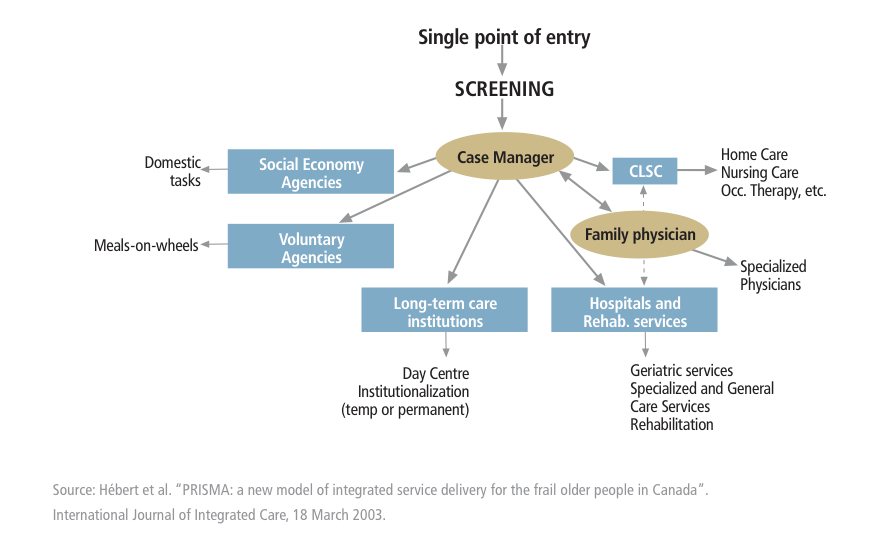 Single point of entry
SCREENING
Case Manager
Social Economy
Agencies
Domestic
tasks
Voluntary
Agencies
Meals-on-wheels
CLSC
Home Care
Nursing Care
Occ. Therapy, etc.
Family physician
Specialized
Physicians
Long-term care
institutions
Hospitals and
Rehab. services
Day Centre
Institutionalization
(temp or permanent)
Geriatric services
Specialized and General
Care Services
Rehabilitation
Source: Hébert et al. “PRISMA: a new model of integrated service delivery for the frail older people in Canada”.
International Journal of Integrated Care, 18 March 2003.